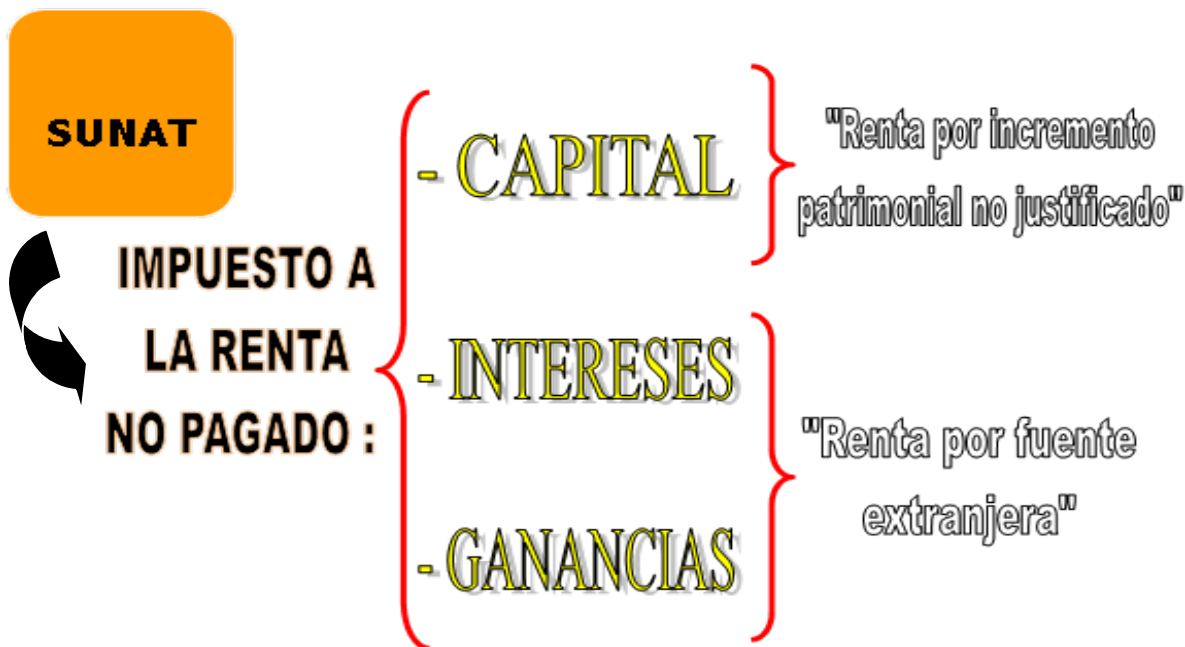 SUNAT
IMPUESTO A
LA RENTA
NO PAGADO :
- CAPITAL
"Renta por incremento
patrimonial no justificado"
- INTERESES
- GANANCIAS
"Renta por fuente
extranjera"